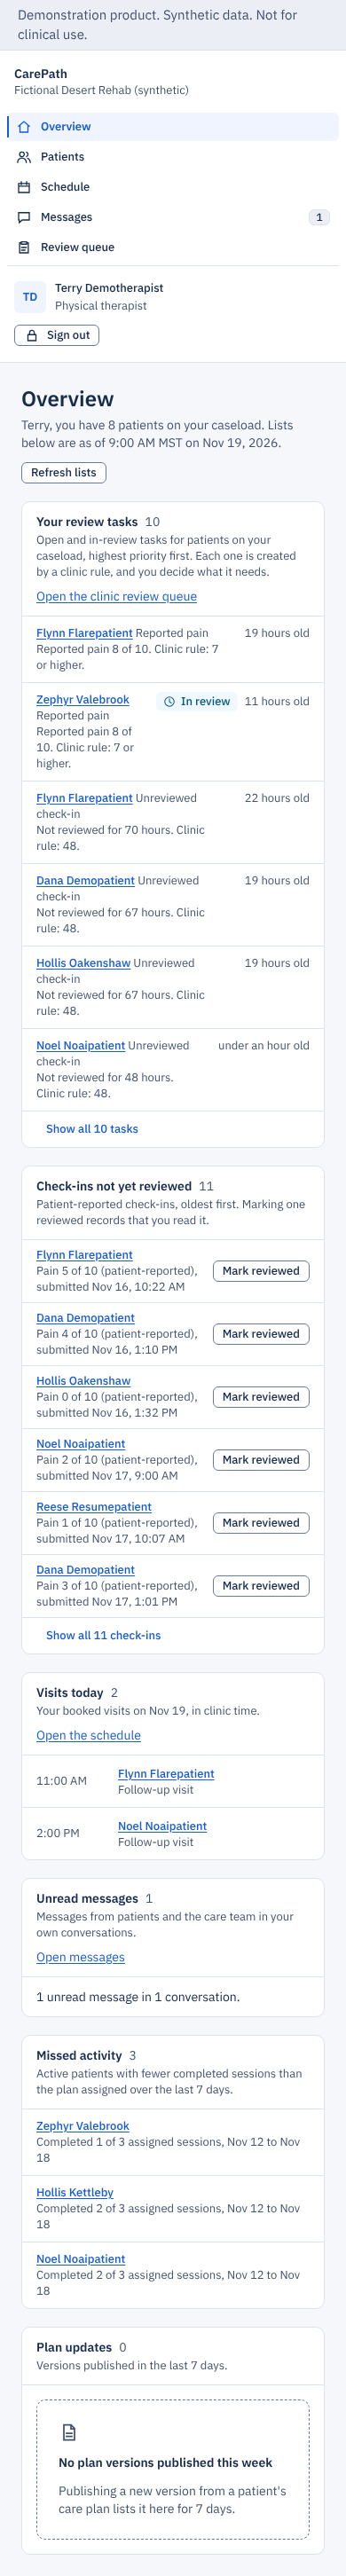 Demonstration product. Synthetic data. Not for
clinical use.
CarePath
Fictional Desert Rehab (synthetic)
Overview
Patients
Schedule
Messages 1
Review queue
TD
Terry Demotherapist
Physical therapist
Sign out
Overview
Terry, you have 8 patients on your caseload. Lists
below are as of 9:00 AM MST on Nov 19, 2026.
Refresh lists
Your review tasks 10
Open and in-review tasks for patients on your
caseload, highest priority first. Each one is created
by a clinic rule, and you decide what it needs.
Open the clinic review queue
Flynn Flarepatient Reported pain 19 hours old
Reported pain 8 of 10. Clinic rule: 7
or higher.
Zephyr Valebrook In review 11 hours old
Reported pain
Reported pain 8 of
10. Clinic rule: 7 or
higher.
Flynn Flarepatient Unreviewed 22 hours old
check-in
Not reviewed for 70 hours. Clinic
rule: 48.
Dana Demopatient Unreviewed 19 hours old
check-in
Not reviewed for 67 hours. Clinic
rule: 48.
Hollis Oakenshaw Unreviewed 19 hours old
check-in
Not reviewed for 67 hours. Clinic
rule: 48.
Noel Noaipatient Unreviewed under an hour old
check-in
Not reviewed for 48 hours.
Clinic rule: 48.
Show all 10 tasks
Check-ins not yet reviewed 11
Patient-reported check-ins, oldest first. Marking one
reviewed records that you read it.
Flynn Flarepatient
Pain 5 of 10 (patient-reported),
submitted Nov 16, 10:22 AM
Mark reviewed
Dana Demopatient
Pain 4 of 10 (patient-reported),
submitted Nov 16, 1:10 PM
Mark reviewed
Hollis Oakenshaw
Pain 0 of 10 (patient-reported),
submitted Nov 16, 1:32 PM
Mark reviewed
Noel Noaipatient
Pain 2 of 10 (patient-reported),
submitted Nov 17, 9:00 AM
Mark reviewed
Reese Resumepatient
Pain 1 of 10 (patient-reported),
submitted Nov 17, 10:07 AM
Mark reviewed
Dana Demopatient
Pain 3 of 10 (patient-reported),
submitted Nov 17, 1:01 PM
Mark reviewed
Show all 11 check-ins
Visits today 2
Your booked visits on Nov 19, in clinic time.
Open the schedule
11:00 AM
Flynn Flarepatient
Follow-up visit
2:00 PM
Noel Noaipatient
Follow-up visit
Unread messages 1
Messages from patients and the care team in your
own conversations.
Open messages
1 unread message in 1 conversation.
Missed activity 3
Active patients with fewer completed sessions than
the plan assigned over the last 7 days.
Zephyr Valebrook
Completed 1 of 3 assigned sessions, Nov 12 to Nov
18
Hollis Kettleby
Completed 2 of 3 assigned sessions, Nov 12 to Nov
18
Noel Noaipatient
Completed 2 of 3 assigned sessions, Nov 12 to Nov
18
Plan updates 0
Versions published in the last 7 days.
No plan versions published this week
Publishing a new version from a patient's
care plan lists it here for 7 days.